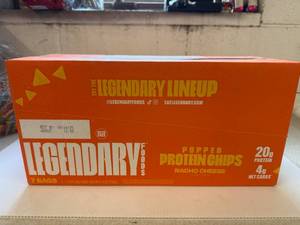 TRY THE
LEGENDARY LINEUP
@LEGENDARYFOODS
EATLEGENDARY.COM
LEGENDARY
FOODS
POPPED
PROTEIN CHIPS
NACHO CHEESE
20g
PROTEIN
4g
NET CARBS
7 BAGS